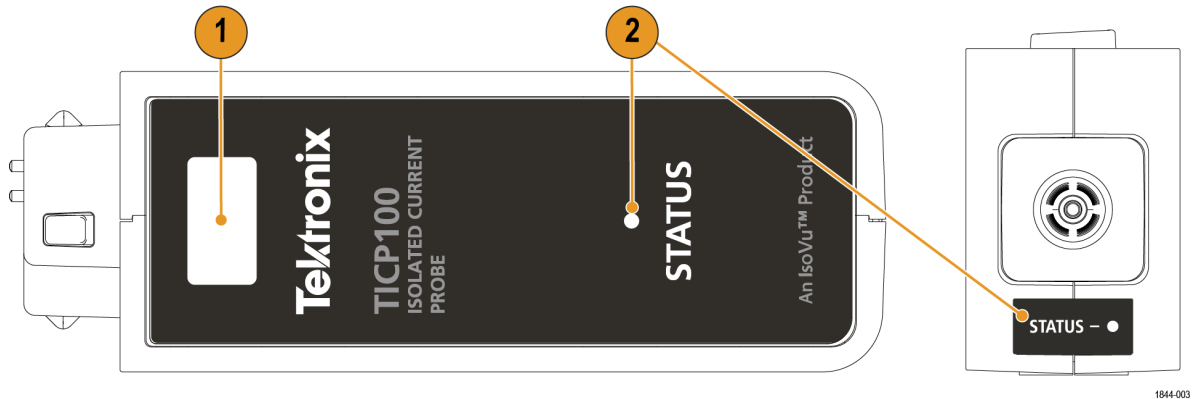 1
2
Tektronix
TICP100
ISOLATED CURRENT
PROBE
STATUS
An IsoVu™ Product
STATUS –
1844-003